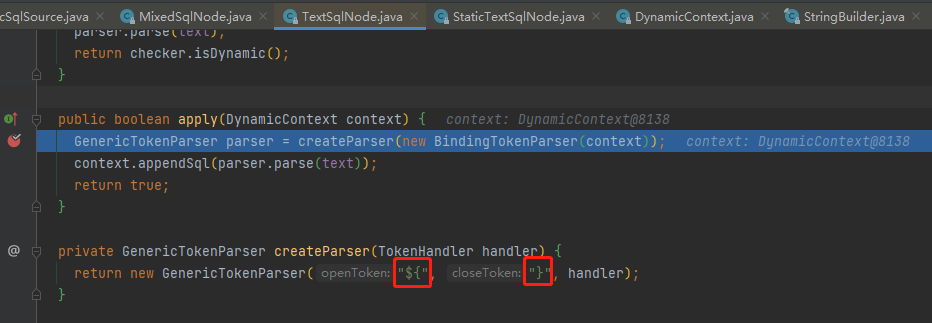 cSqlSource.java MixedSqlNode.java TextSqlNode.java StaticTextSqlNode.java DynamicContext.java StringBuilder.java
parser.parse(text);
return checker.isDynamic();
}
public boolean apply(DynamicContext context) { context: DynamicContext@8138
GenericTokenParser parser = createParser(new BindingTokenParser(context)); context: DynamicContext@8138
context.appendSql(parser.parse(text));
return true;
}
@ private GenericTokenParser createParser(TokenHandler handler) {
return new GenericTokenParser( openToken: "${", closeToken: "}", handler);
}